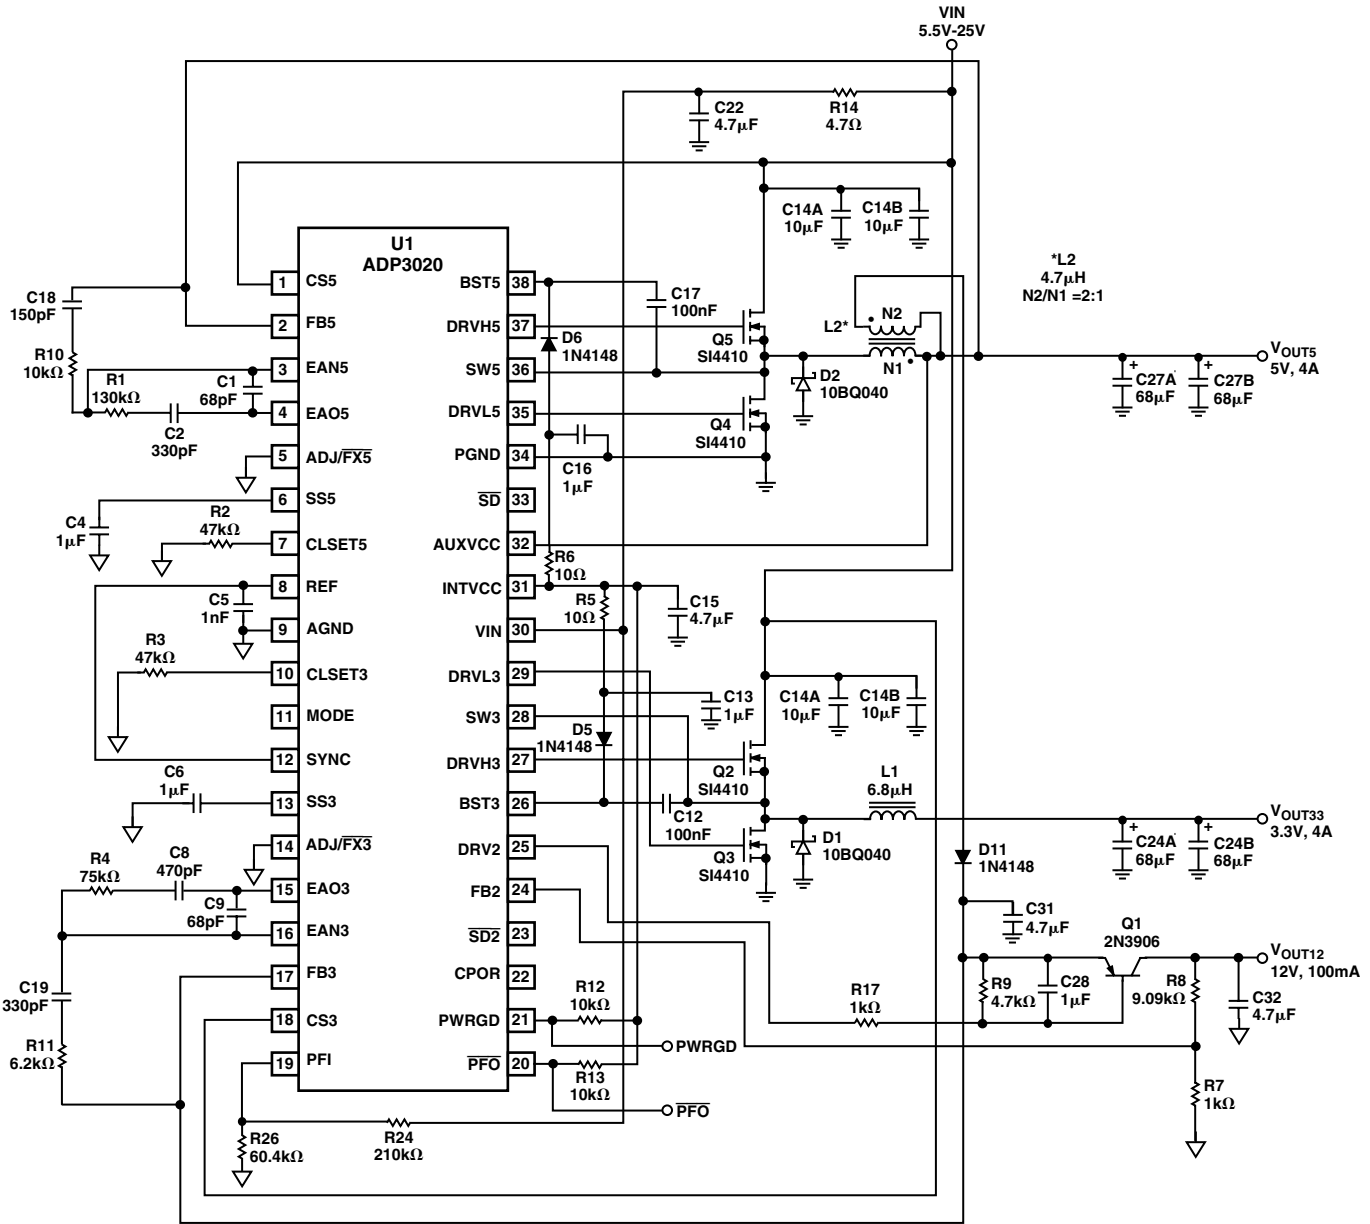 VIN
5.5V-25V
C22
4.7μF
R14
4.7Ω
C14A
10μF
C14B
10μF
*L2
4.7μH
N2/N1 =2:1
U1
ADP3020
1 CS5
2 FB5
3 EAN5
4 EAO5
5 ADJ/F̅X̅5̅
6 SS5
7 CLSET5
8 REF
9 AGND
10 CLSET3
11 MODE
12 SYNC
13 SS3
14 ADJ/F̅X̅3̅
15 EAO3
16 EAN3
17 FB3
18 CS3
19 PFI
BST5 38
DRVH5 37
SW5 36
DRVL5 35
PGND 34
S̅D̅ 33
AUXVCC 32
INTVCC 31
VIN 30
DRVL3 29
SW3 28
DRVH3 27
BST3 26
DRV2 25
FB2 24
S̅D̅2̅ 23
CPOR 22
PWRGD 21
P̅F̅O̅ 20
C18
150pF
R10
10kΩ
R1
130kΩ
C1
68pF
C2
330pF
C4
1μF
R2
47kΩ
C5
1nF
R3
47kΩ
C6
1μF
R4
75kΩ
C8
470pF
C9
68pF
C19
330pF
R11
6.2kΩ
R26
60.4kΩ
R24
210kΩ
C17
100nF
D6
1N4148
Q5
SI4410
Q4
SI4410
C16
1μF
L2*
N2
N1
D2
10BQ040
+
C27A
68μF
+
C27B
68μF
VOUT5
5V, 4A
R6
10Ω
R5
10Ω
C15
4.7μF
C13
1μF
D5
1N4148
C14A
10μF
C14B
10μF
Q2
SI4410
C12
100nF
Q3
SI4410
L1
6.8μH
D1
10BQ040
D11
1N4148
+
C24A
68μF
+
C24B
68μF
VOUT33
3.3V, 4A
C31
4.7μF
Q1
2N3906
VOUT12
12V, 100mA
R9
4.7kΩ
C28
1μF
R8
9.09kΩ
C32
4.7μF
R17
1kΩ
R7
1kΩ
R12
10kΩ
PWRGD
R13
10kΩ
P̅F̅O̅